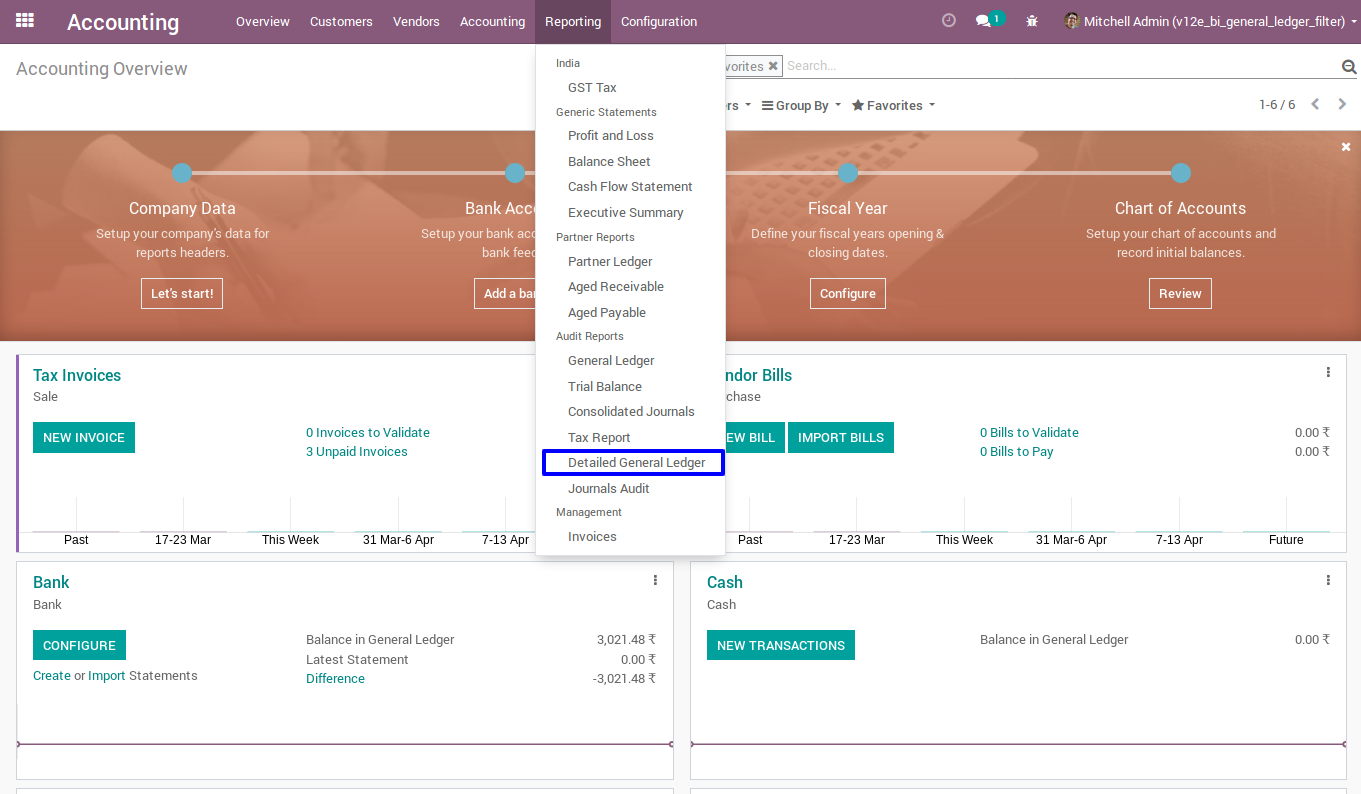 Accounting
Overview
Customers
Vendors
Accounting
Reporting
Configuration
1
Mitchell Admin (v12e_bi_general_ledger_filter)
Accounting Overview
vorites
Search...
rs
Group By
Favorites
1-6 / 6
India
GST Tax
Generic Statements
Profit and Loss
Balance Sheet
Cash Flow Statement
Executive Summary
Partner Reports
Partner Ledger
Aged Receivable
Aged Payable
Audit Reports
General Ledger
Trial Balance
Consolidated Journals
Tax Report
Detailed General Ledger
Journals Audit
Management
Invoices
Company Data
Setup your company's data for
reports headers.
Let's start!
Bank Acco
Setup your bank acc
bank feed
Add a ban
Fiscal Year
Define your fiscal years opening &
closing dates.
Configure
Chart of Accounts
Setup your chart of accounts and
record initial balances.
Review
Tax Invoices
Sale
NEW INVOICE
0 Invoices to Validate
3 Unpaid Invoices
Past
17-23 Mar
This Week
31 Mar-6 Apr
7-13 Apr
ndor Bills
chase
EW BILL
IMPORT BILLS
0 Bills to Validate
0.00 ₹
0 Bills to Pay
0.00 ₹
Past
17-23 Mar
This Week
31 Mar-6 Apr
7-13 Apr
Future
Bank
Bank
CONFIGURE
Create or Import Statements
Balance in General Ledger
3,021.48 ₹
Latest Statement
0.00 ₹
Difference
-3,021.48 ₹
Cash
Cash
NEW TRANSACTIONS
Balance in General Ledger
0.00 ₹